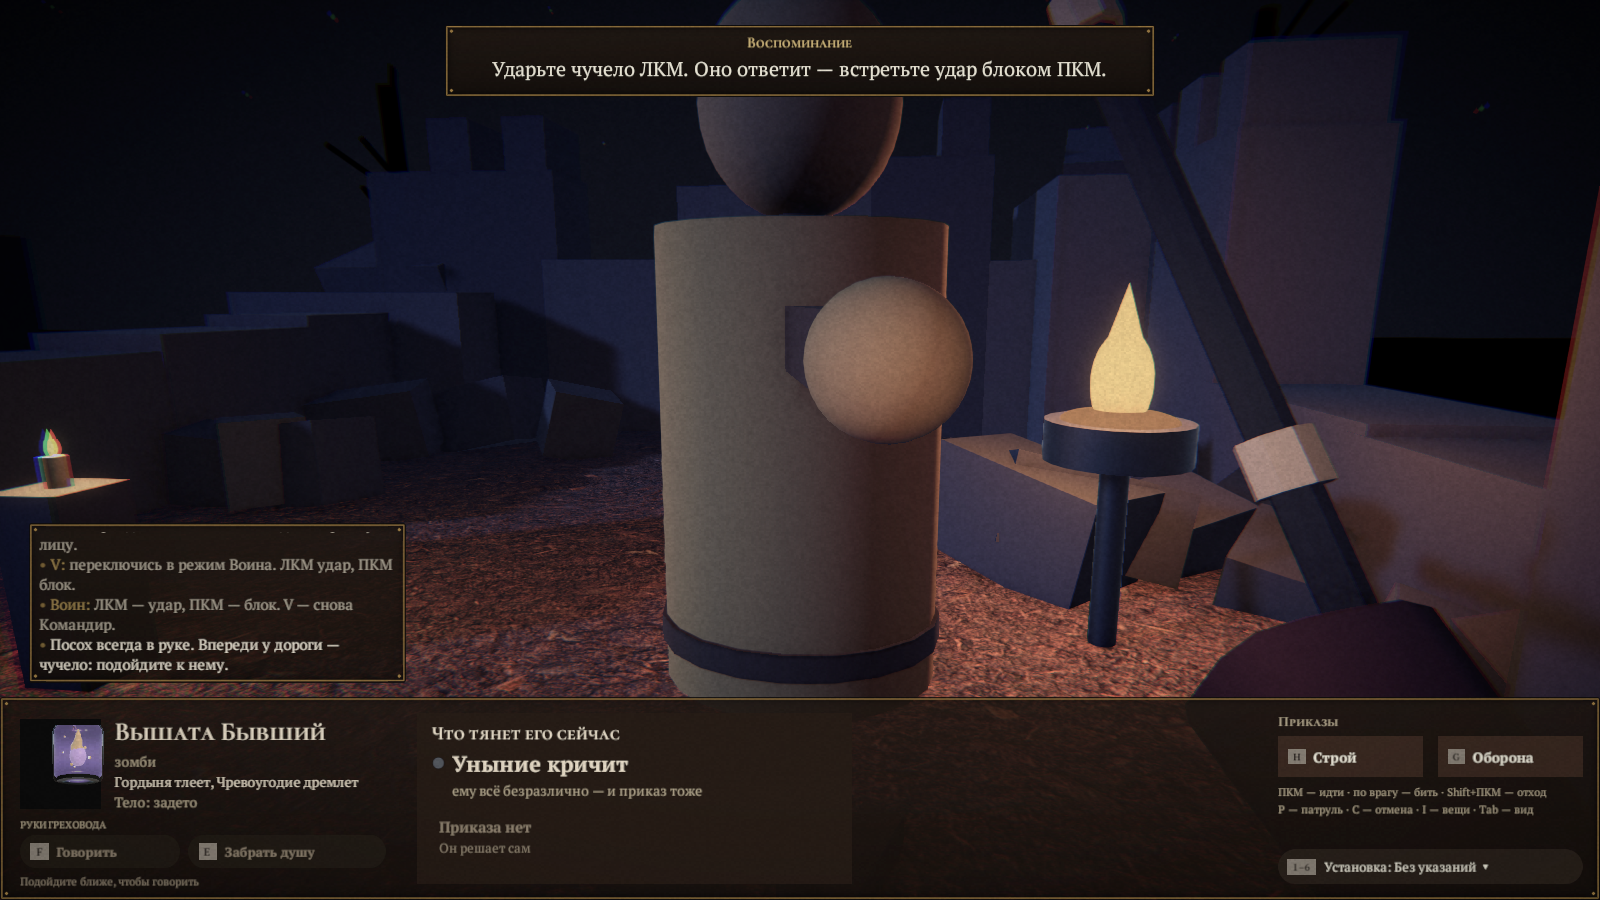 Воспоминание
Ударьте чучело ЛКМ. Оно ответит — встретьте удар блоком ПКМ.
лицу.
• V: переключись в режим Воина. ЛКМ удар, ПКМ
блок.
• Воин: ЛКМ — удар, ПКМ — блок. V — снова
Командир.
• Посох всегда в руке. Впереди у дороги —
чучело: подойдите к нему.
Вышата Бывший
зомби
Гордыня тлеет, Чревоугодие дремлет
Тело: задето
РУКИ ГРЕХОВОДА
F Говорить
E Забрать душу
Подойдите ближе, чтобы говорить
Что тянет его сейчас
Уныние кричит
ему всё безразлично — и приказ тоже
Приказа нет
Он решает сам
Приказы
H Строй
G Оборона
ПКМ — идти · по врагу — бить · Shift+ПКМ — отход
P — патруль · C — отмена · I — вещи · Tab — вид
1–6 Установка: Без указаний ▾